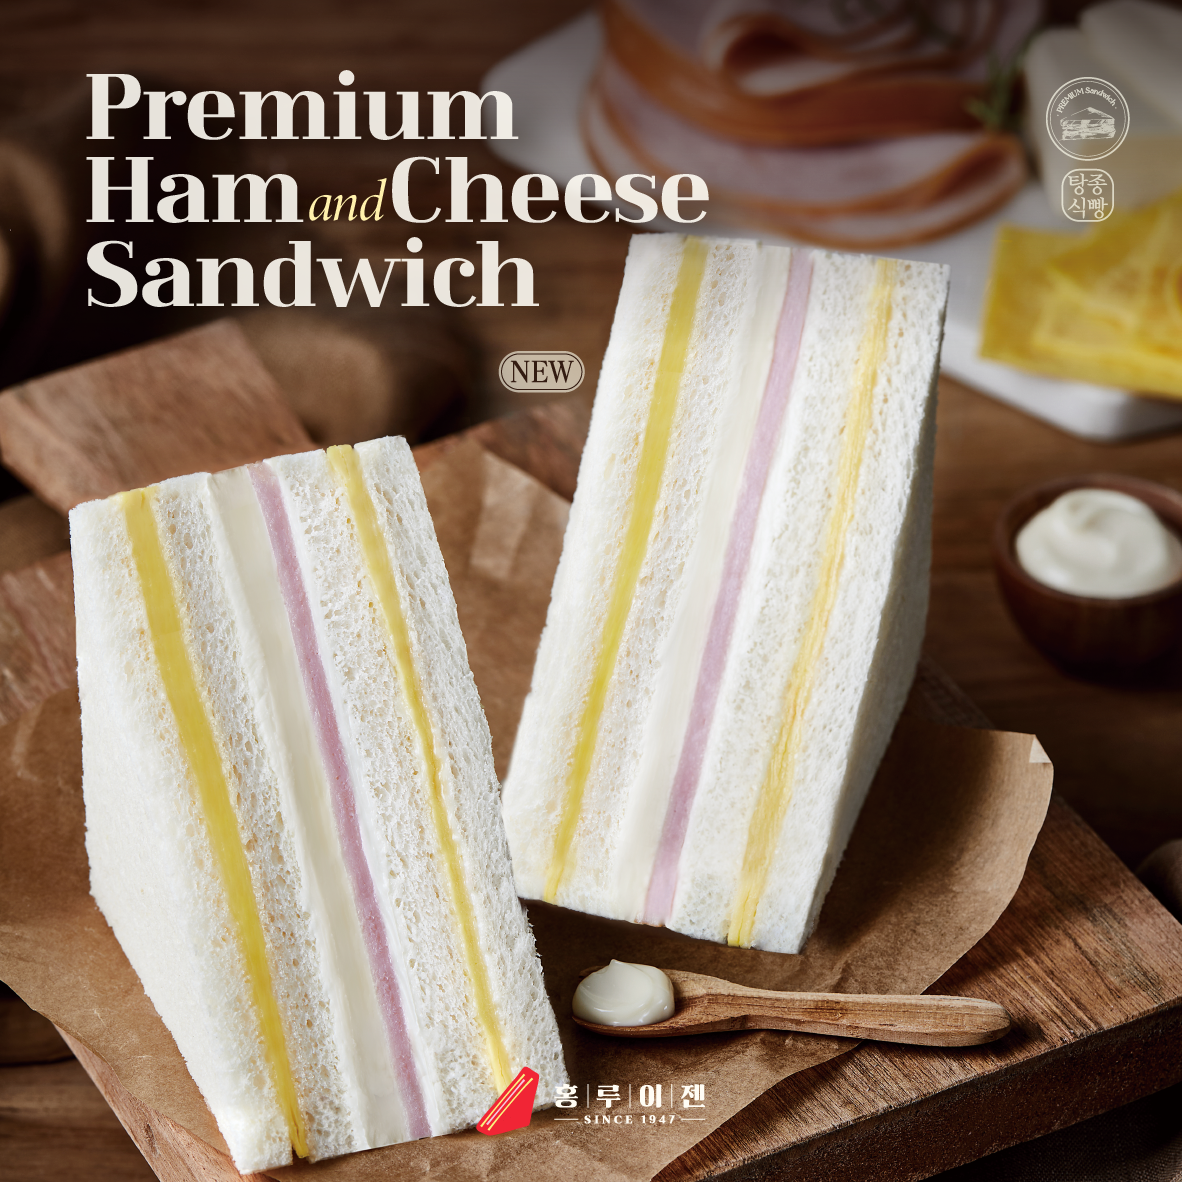 Premium
Ham and Cheese
Sandwich
PREMIUM Sandwich
탕종
식빵
NEW
홍루이젠
SINCE 1947